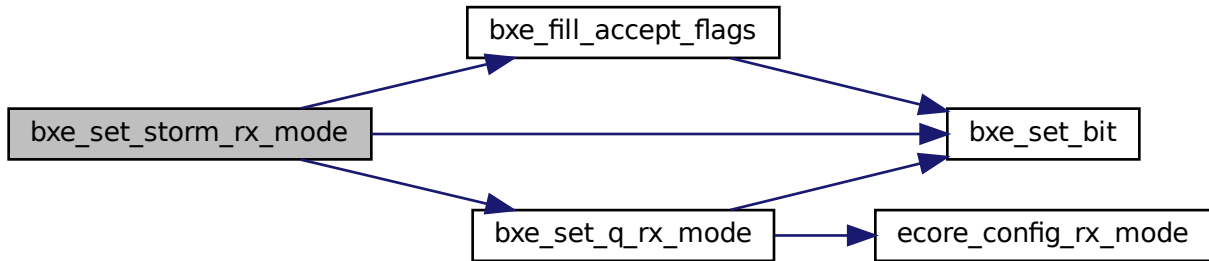 bxe_fill_accept_flags
bxe_set_storm_rx_mode
bxe_set_bit
bxe_set_q_rx_mode
ecore_config_rx_mode